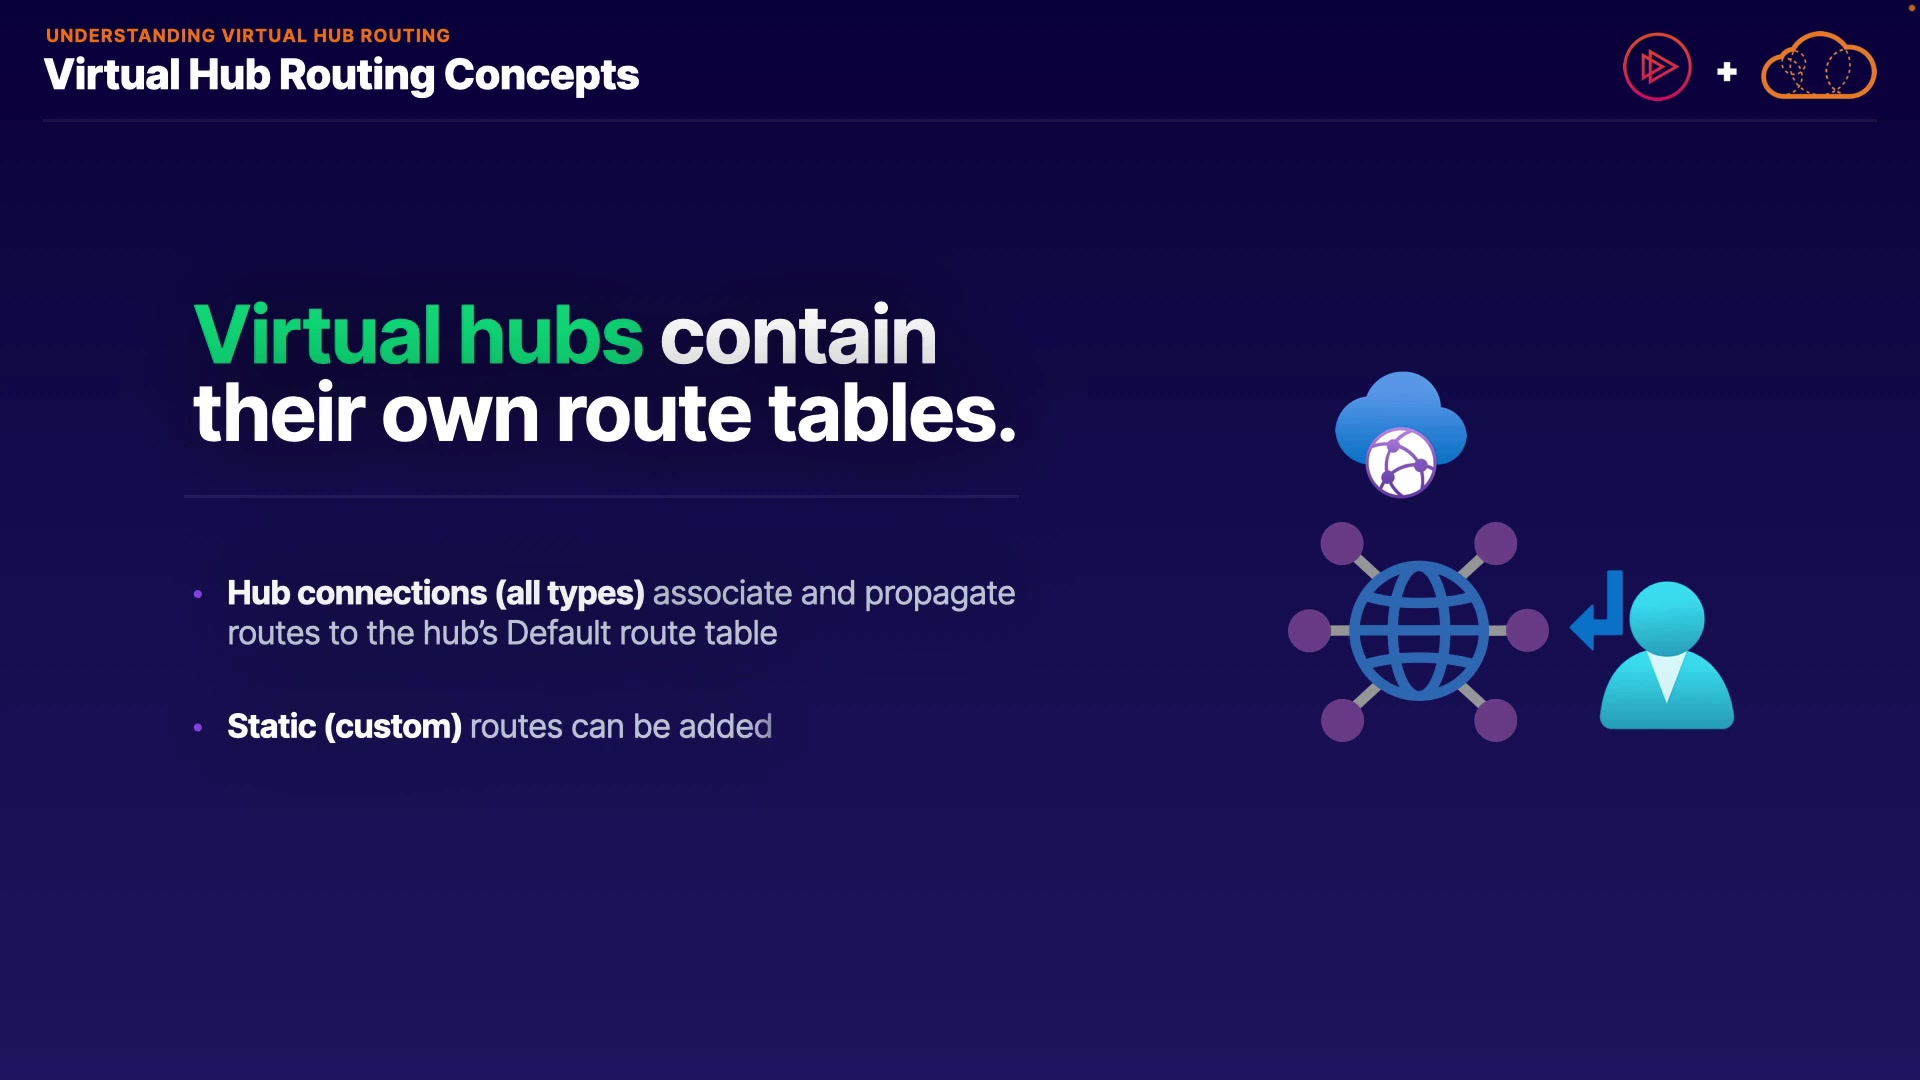 UNDERSTANDING VIRTUAL HUB ROUTING
Virtual Hub Routing Concepts
+
Virtual hubs contain
their own route tables.
• Hub connections (all types) associate and propagate
routes to the hub’s Default route table
• Static (custom) routes can be added